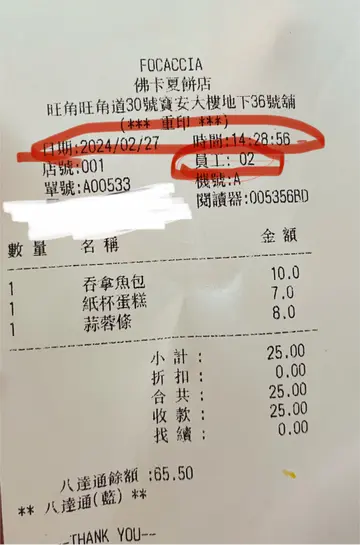 FOCACCIA
佛卡夏餅店
旺角旺角道30號寶安大樓地下36號舖
(*** 重印 ***)
日期:2024/02/27 時間:14:28:56
店號:001 員工: 02
單號:A00533 機號:A
閱讀器:005356BD
數量 名稱 金額
1 吞拿魚包 10.0
1 紙杯蛋糕 7.0
1 蒜蓉條 8.0
小計: 25.00
折扣: 0.00
合共: 25.00
收款: 25.00
找續: 0.00
八達通餘額 :65.50
** 八達通(藍) **
--THANK YOU--